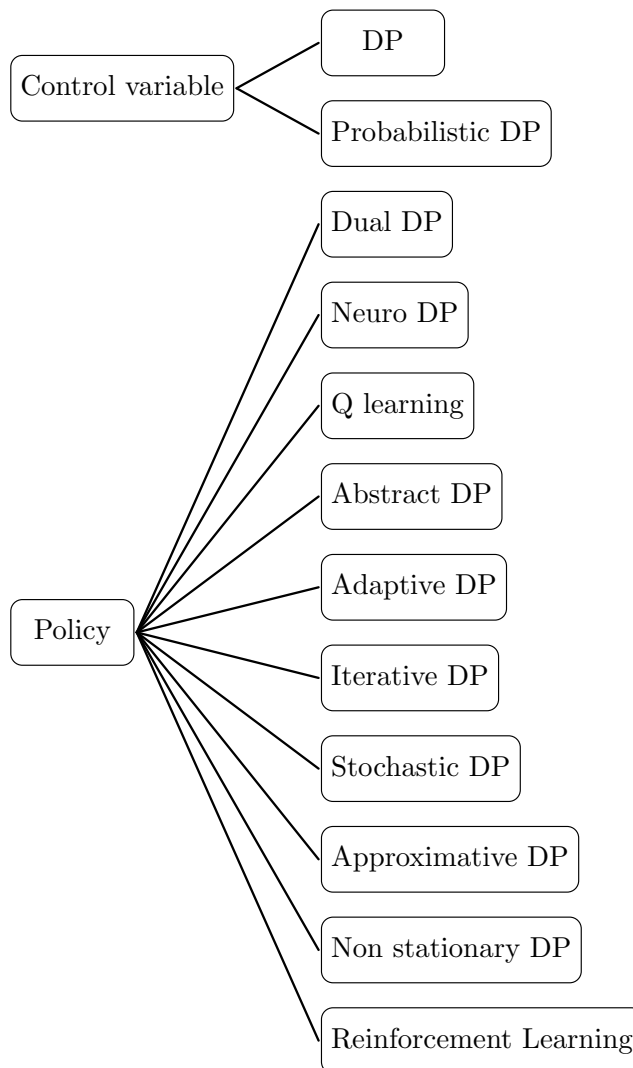 DP
Control variable
Probabilistic DP
Dual DP
Neuro DP
Q learning
Abstract DP
Adaptive DP
Policy
Iterative DP
Stochastic DP
Approximative DP
Non stationary DP
Reinforcement Learning